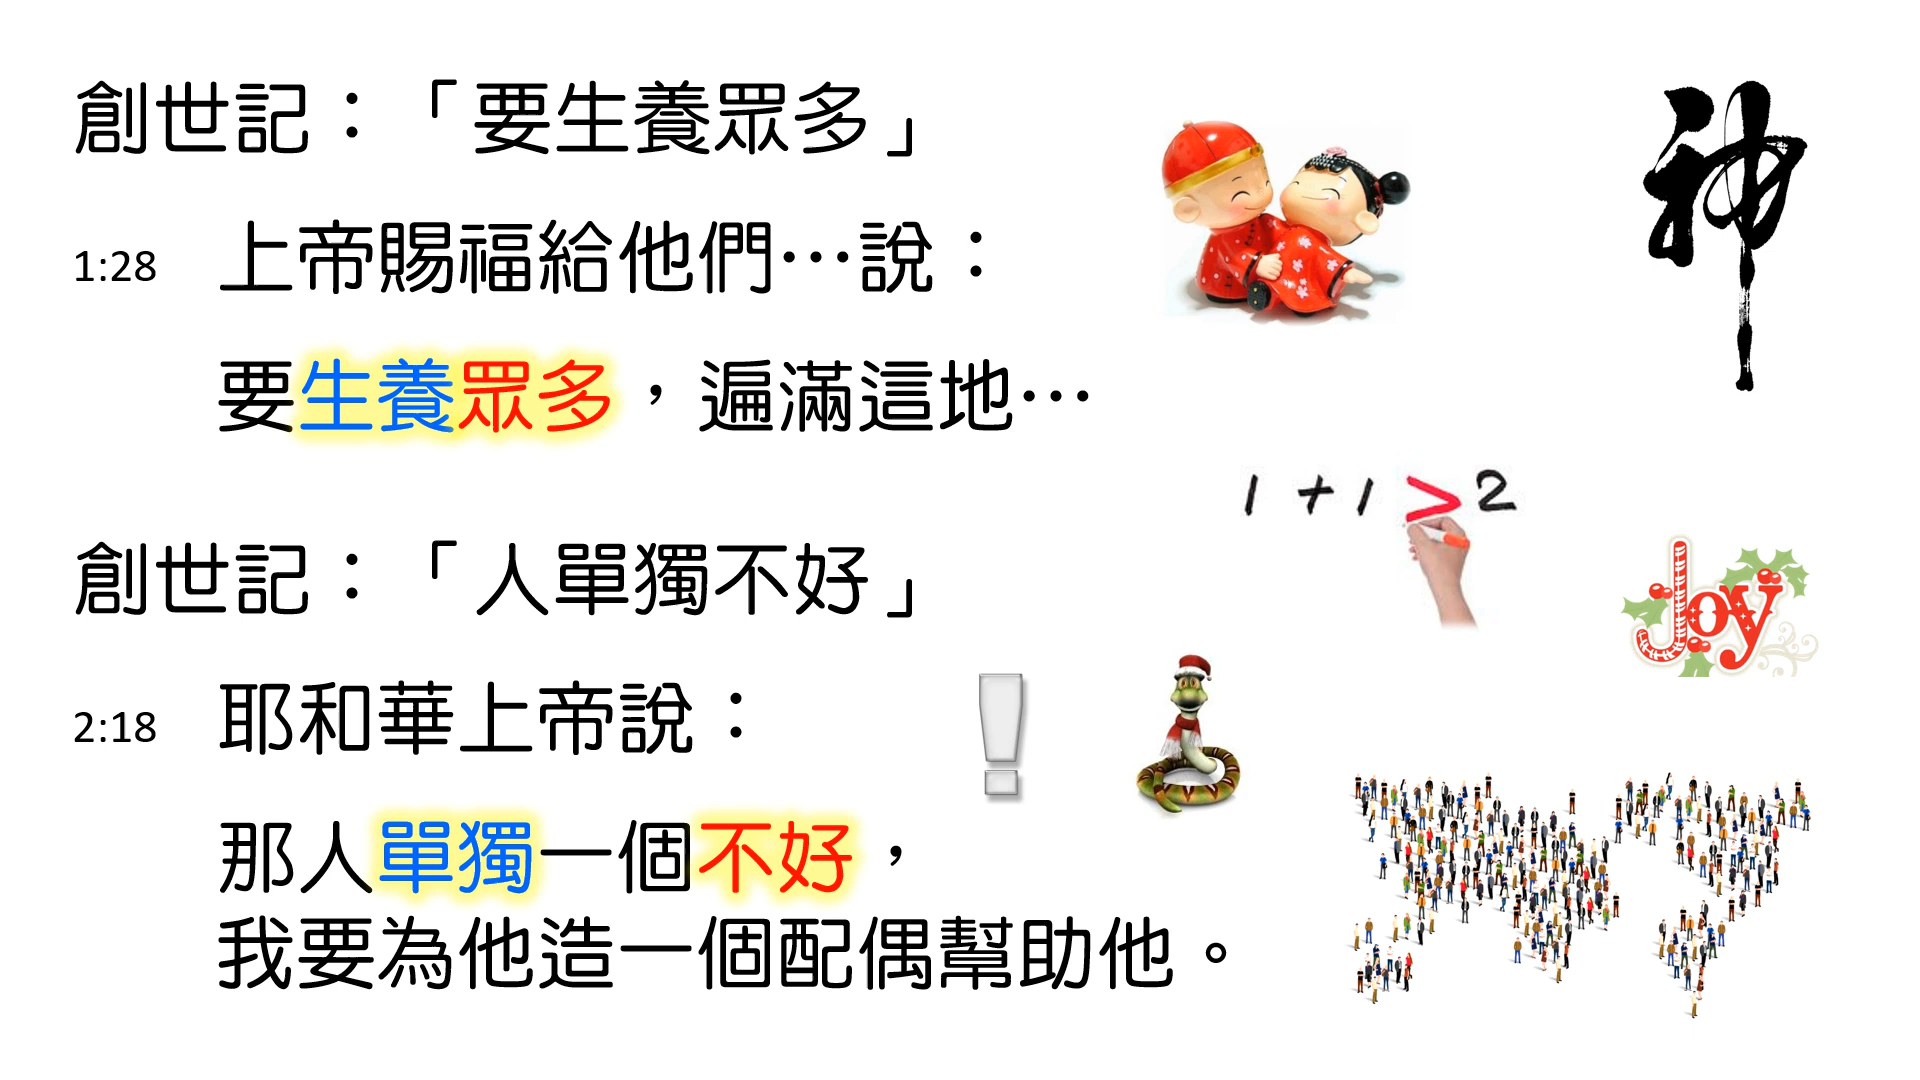 創世記：「要生養眾多」
1:28 上帝賜福給他們…說：
要生養眾多，遍滿這地…
創世記：「人單獨不好」
2:18 耶和華上帝說：
那人單獨一個不好，
我要為他造一個配偶幫助他。
神
1 + 1 > 2
Joy
!